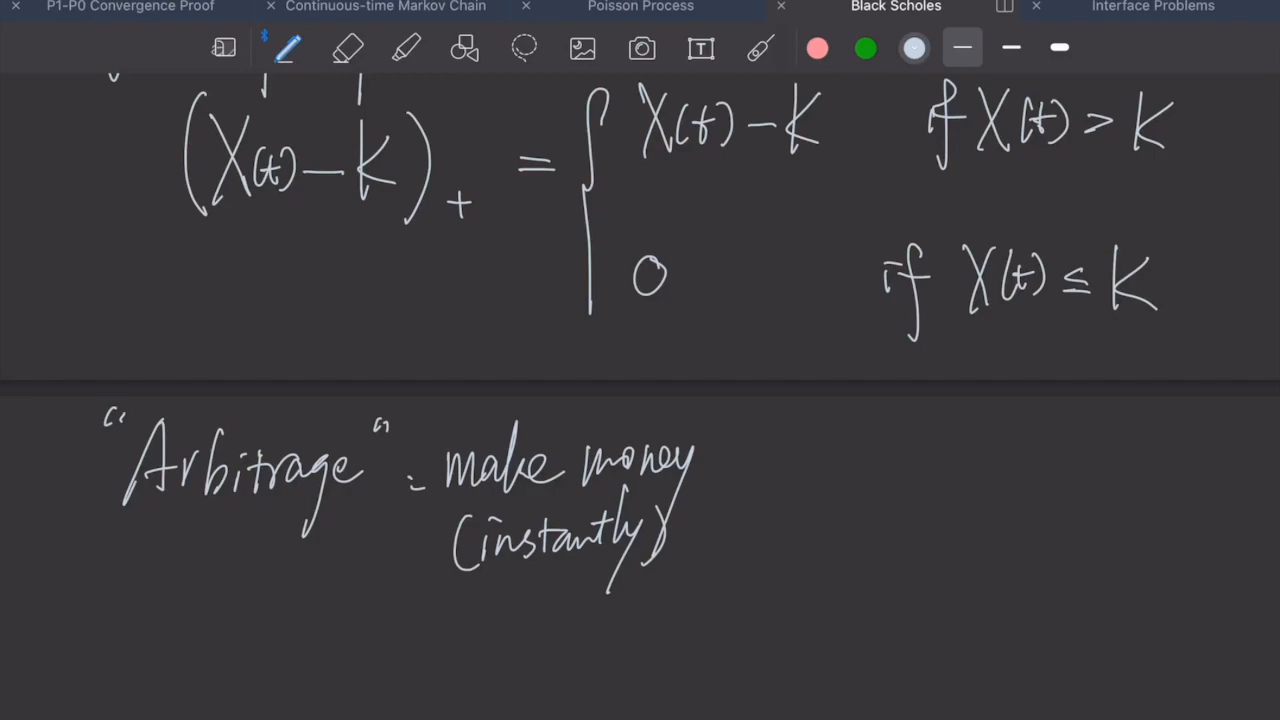 P1-P0 Convergence Proof Continuous-time Markov Chain Poisson Process Black Scholes Interface Problems
(X(t) – K)₊ = { X(t) – K if X(t) > K
0 if X(t) ≤ K
"Arbitrage" = make money
(instantly)